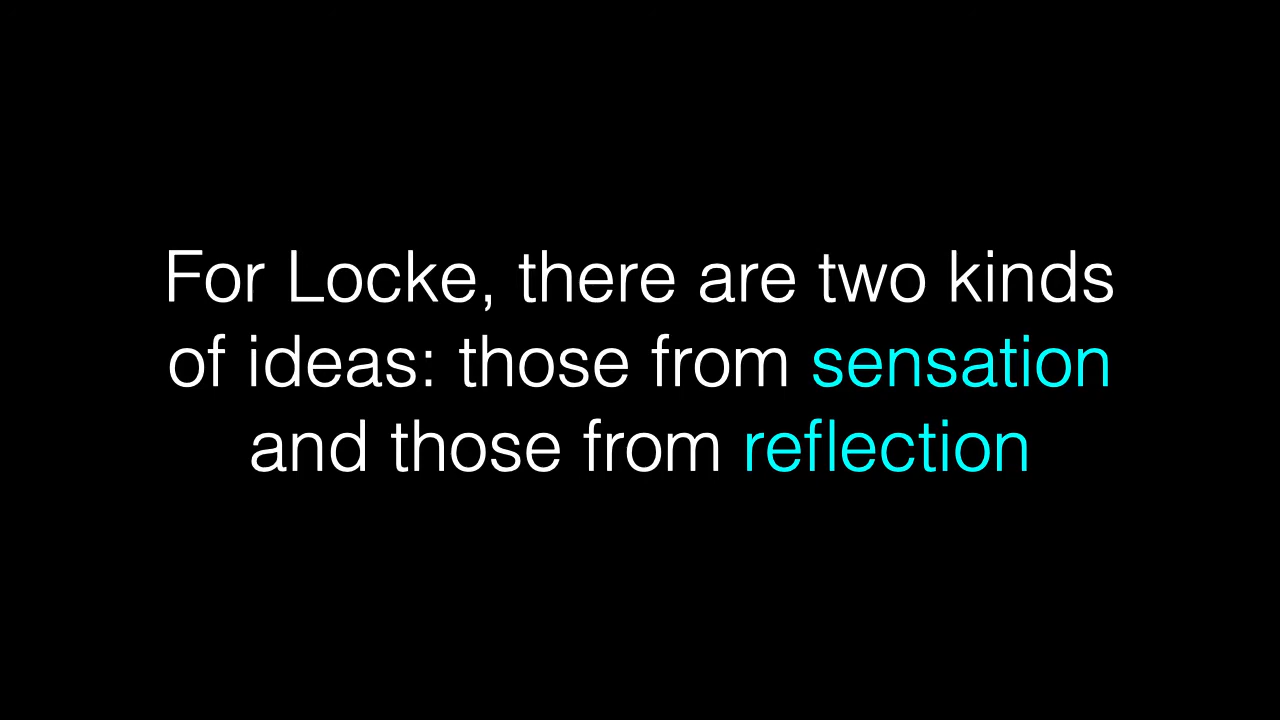 For Locke, there are two kinds
of ideas: those from sensation
and those from reflection